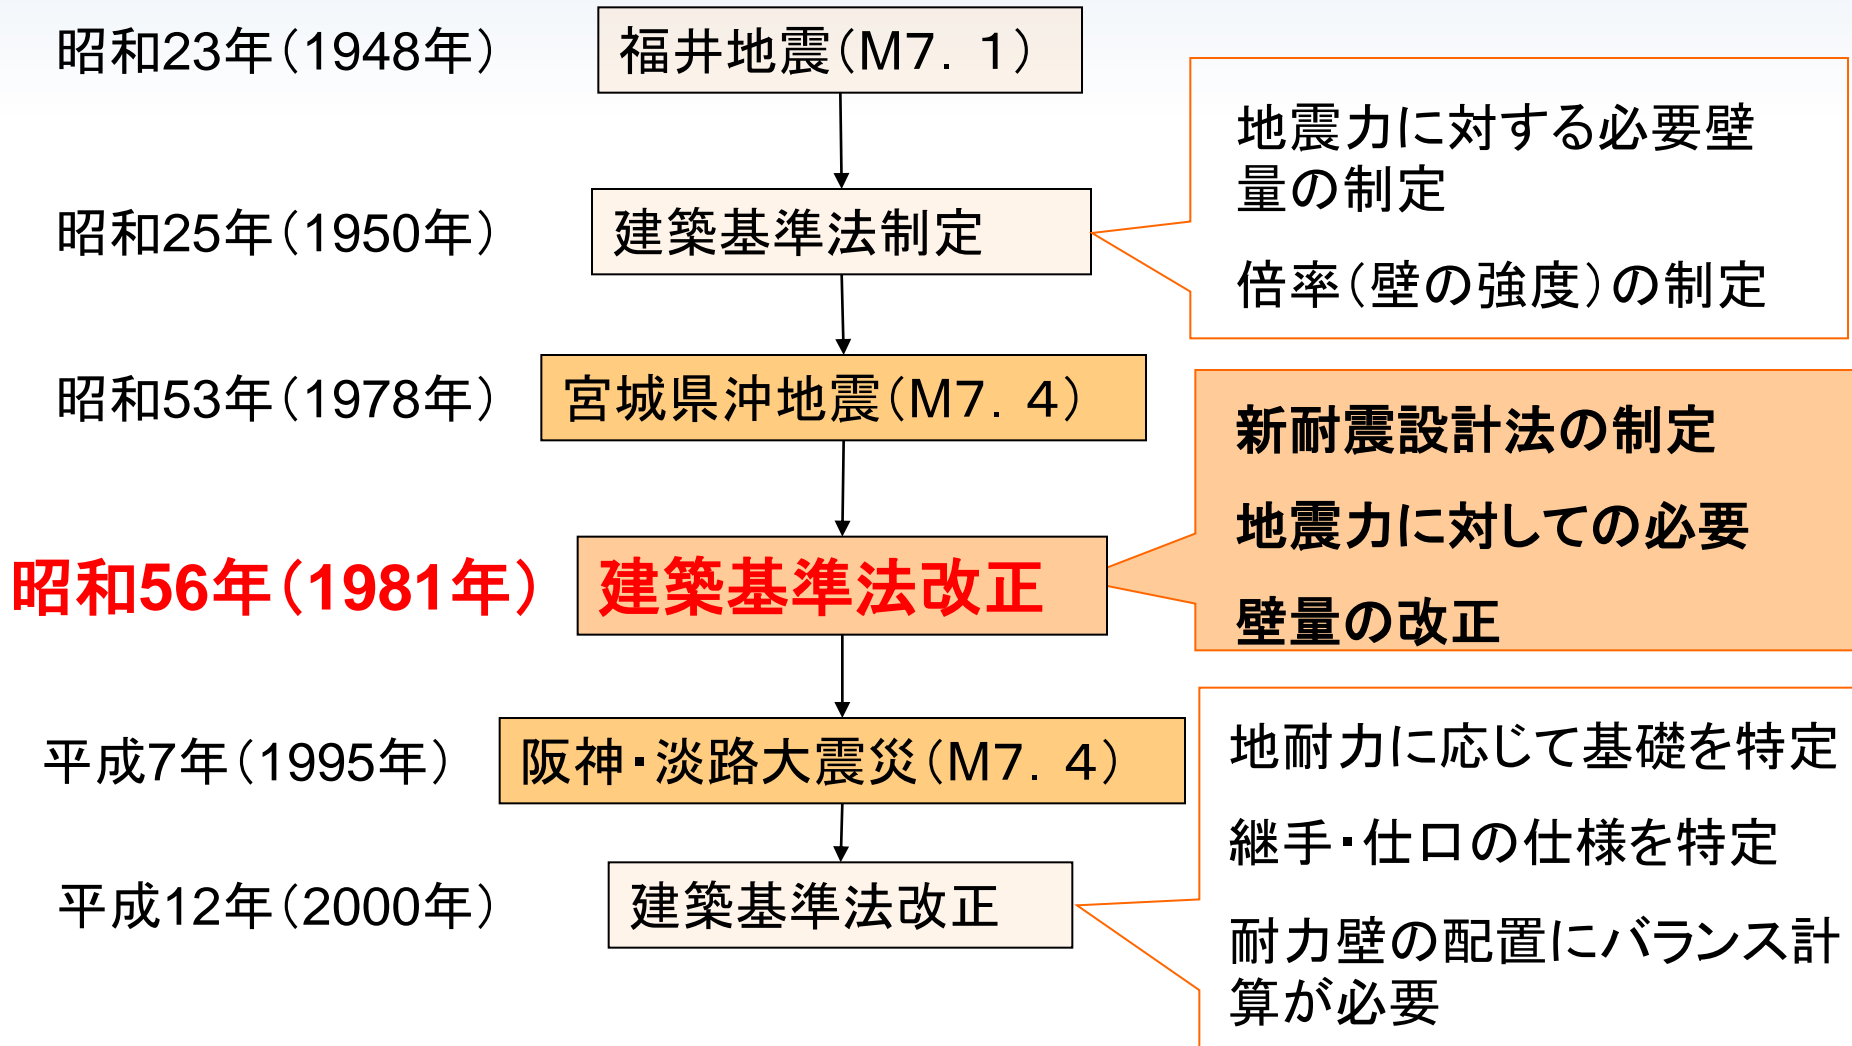 昭和23年(1948年)
福井地震(M7.1)
地震力に対する必要壁
量の制定
倍率(壁の強度)の制定
昭和25年(1950年)
建築基準法制定
昭和53年(1978年)
宮城県沖地震(M7.4)
新耐震設計法の制定
地震力に対しての必要
壁量の改正
昭和56年(1981年)
建築基準法改正
平成7年(1995年)
阪神・淡路大震災(M7.4)
地耐力に応じて基礎を特定
継手・仕口の仕様を特定
耐力壁の配置にバランス計
算が必要
平成12年(2000年)
建築基準法改正